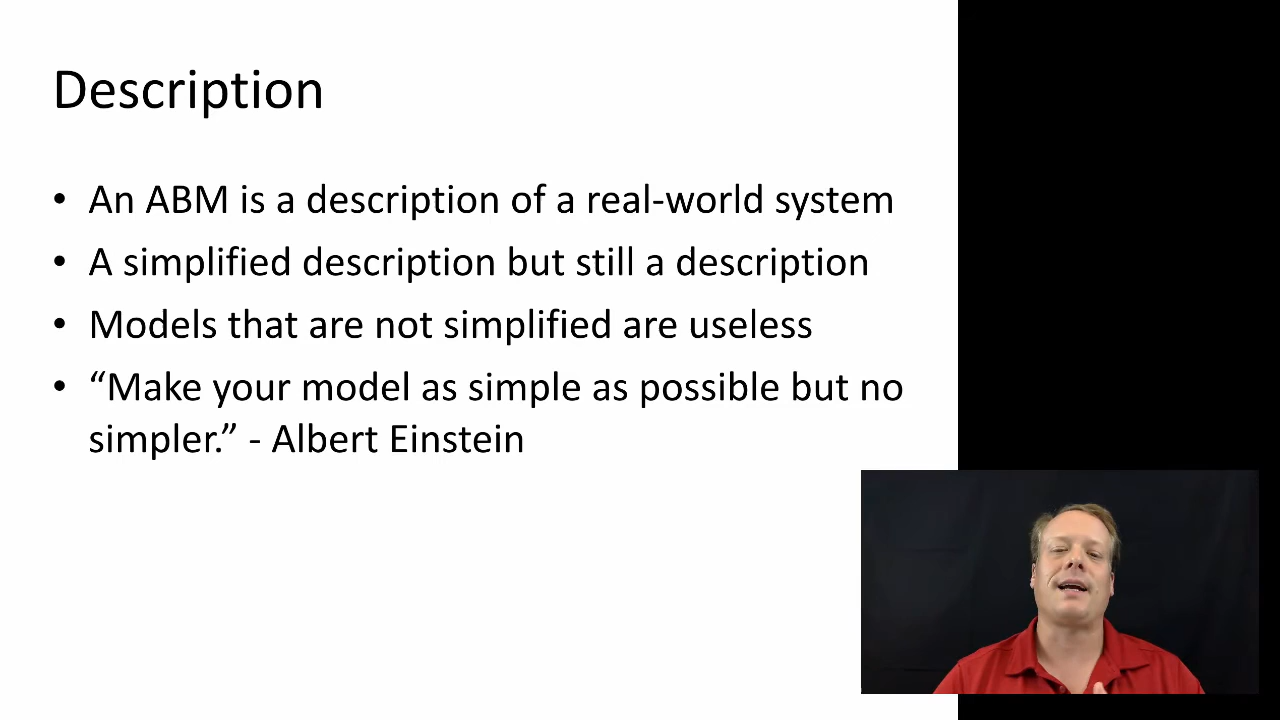 Description
• An ABM is a description of a real-world system
• A simplified description but still a description
• Models that are not simplified are useless
• “Make your model as simple as possible but no
simpler.” - Albert Einstein